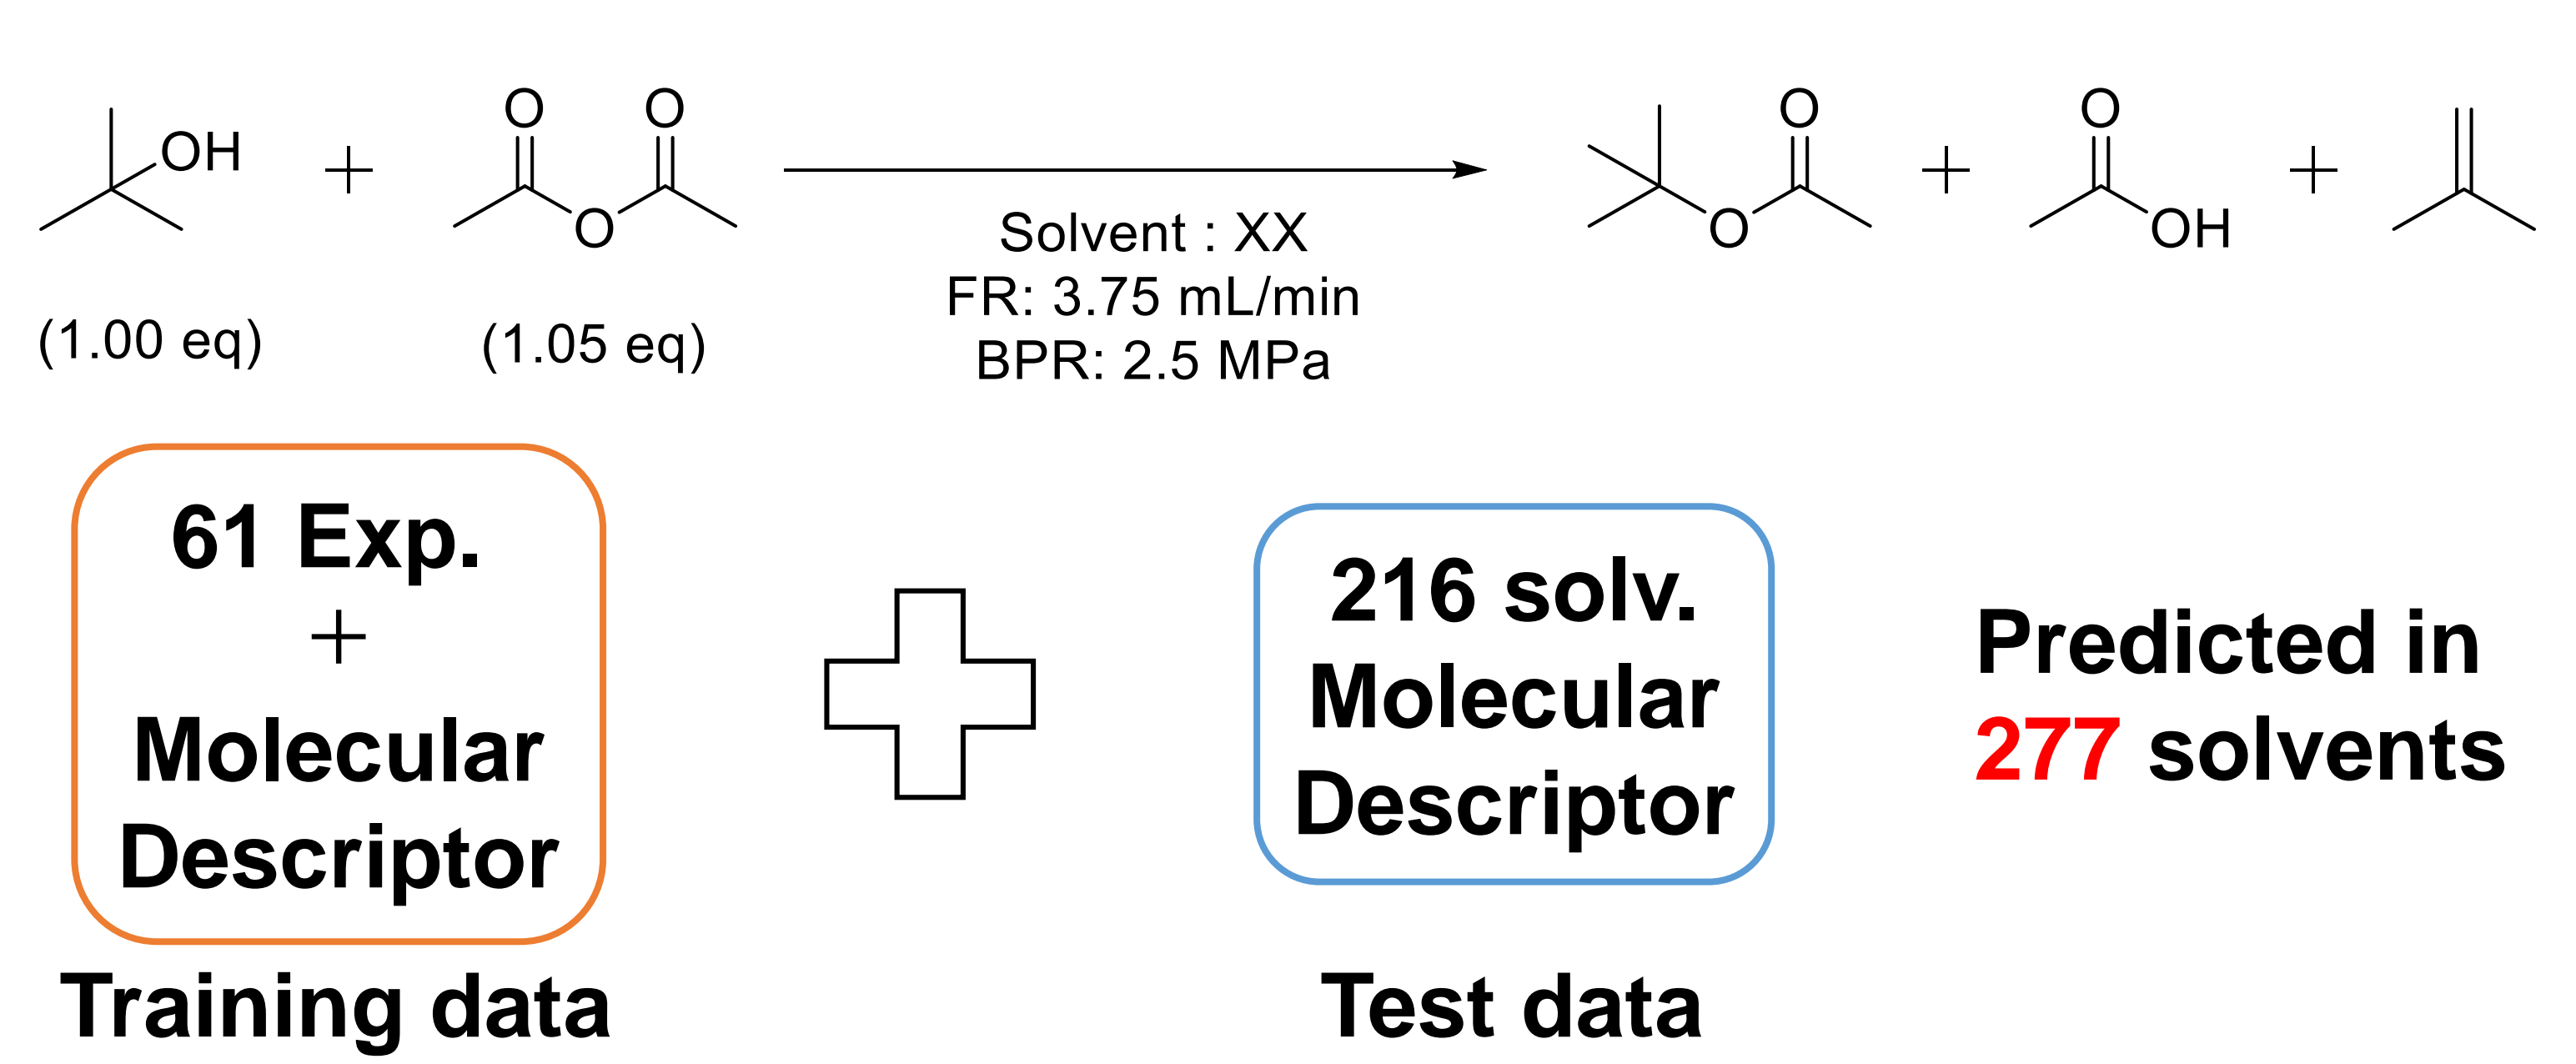 OH
+
O
O
O
Solvent : XX
FR: 3.75 mL/min
BPR: 2.5 MPa
O
O
+
O
OH
+
(1.00 eq)
(1.05 eq)
61 Exp.
+
Molecular
Descriptor
Training data
216 solv.
Molecular
Descriptor
Test data
Predicted in
277 solvents